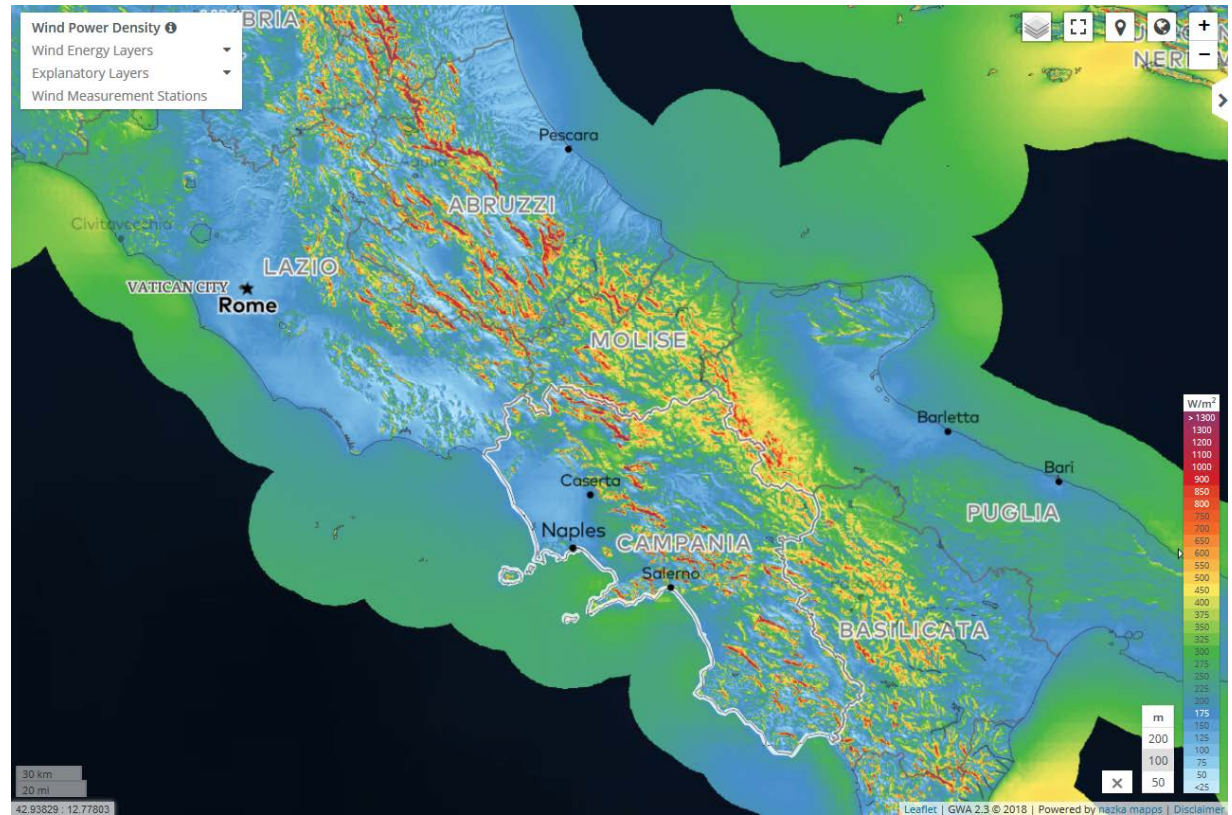 Wind Power Density
Wind Energy Layers
Explanatory Layers
Wind Measurement Stations
BRIA
NER
+
−
Pescara
ABRUZZI
Civitavecchia
LAZIO
VATICAN CITY
Rome
MOLISE
Barletta
Bari
Caserta
PUGLIA
Naples
CAMPANIA
Salerno
BASILICATA
W/m²
> 1300
1300
1200
1100
1000
900
850
800
750
700
650
600
550
500
450
400
375
350
325
300
275
250
225
200
175
150
125
100
75
50
<25
m
200
100
50
30 km
20 mi
42.93829 : 12.77803
Leaflet | GWA 2.3 © 2018 | Powered by nazka mapps | Disclaimer